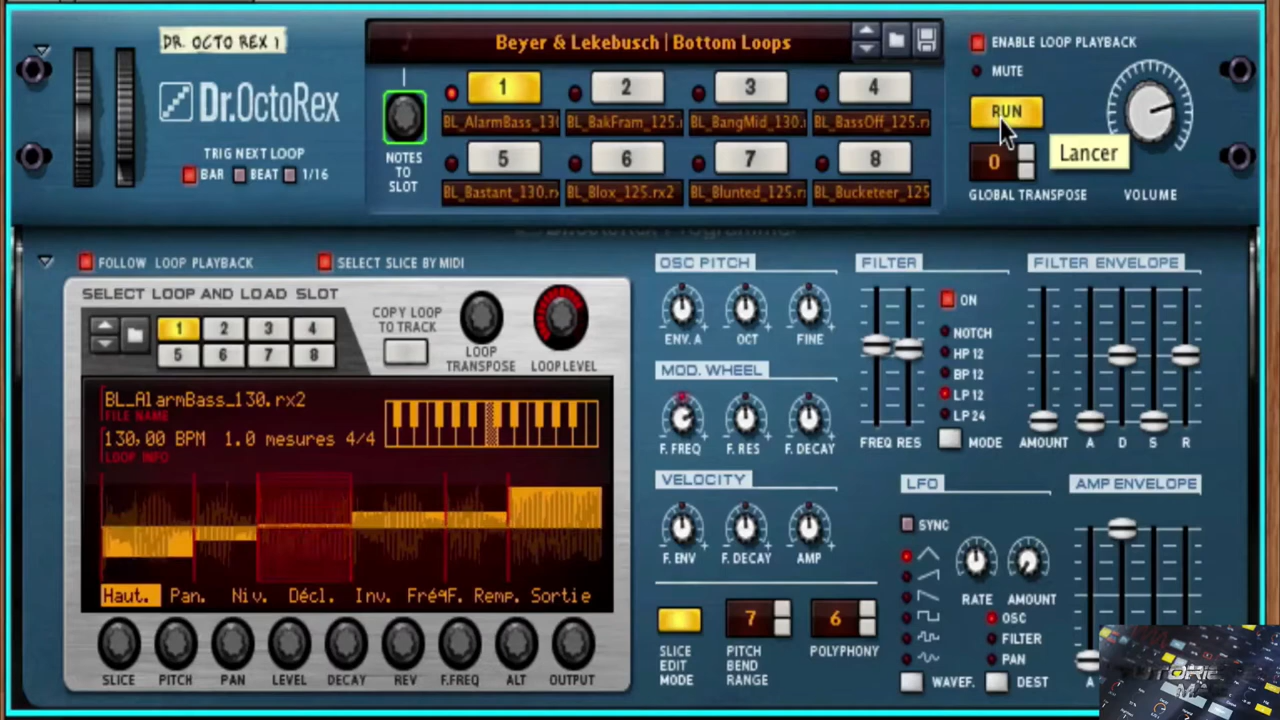 DR. OCTO REX 1
Beyer & Lekebusch | Bottom Loops
Dr.OctoRex
TRIG NEXT LOOP
BAR BEAT 1/16
NOTES TO SLOT
1 2 3 4
BL_AlarmBass_13 BL_BakFram_125.r BL_BangMid_130.r BL_BassOff_125.rx
5 6 7 8
BL_Bastant_130.rx BL_Blox_125.rx2 BL_Blunted_125.rx BL_Bucketeer_125
ENABLE LOOP PLAYBACK
MUTE
RUN
Lancer
0
GLOBAL TRANSPOSE
VOLUME
FOLLOW LOOP PLAYBACK
SELECT SLICE BY MIDI
SELECT LOOP AND LOAD SLOT
1 2 3 4
5 6 7 8
COPY LOOP
TO TRACK
LOOP
TRANSPOSE
LOOP LEVEL
BL_AlarmBass_130.rx2
FILE NAME
130,00 BPM 1.0 mesures 4/4
LOOP INFO
Haut. Pan. Niv. Décl. Inv. FréqF. Remp. Sortie
SLICE PITCH PAN LEVEL DECAY REV F.FREQ ALT OUTPUT
OSC PITCH
ENV. A OCT FINE
MOD. WHEEL
F. FREQ F. RES F. DECAY
VELOCITY
F. ENV F. DECAY AMP
SLICE
EDIT
MODE
7
PITCH
BEND
RANGE
6
POLYPHONY
FILTER
ON
NOTCH
HP 12
BP 12
LP 12
LP 24
FREQ RES MODE
FILTER ENVELOPE
AMOUNT A D S R
LFO
SYNC
RATE AMOUNT
OSC
FILTER
PAN
WAVEF. DEST
AMP ENVELOPE
A